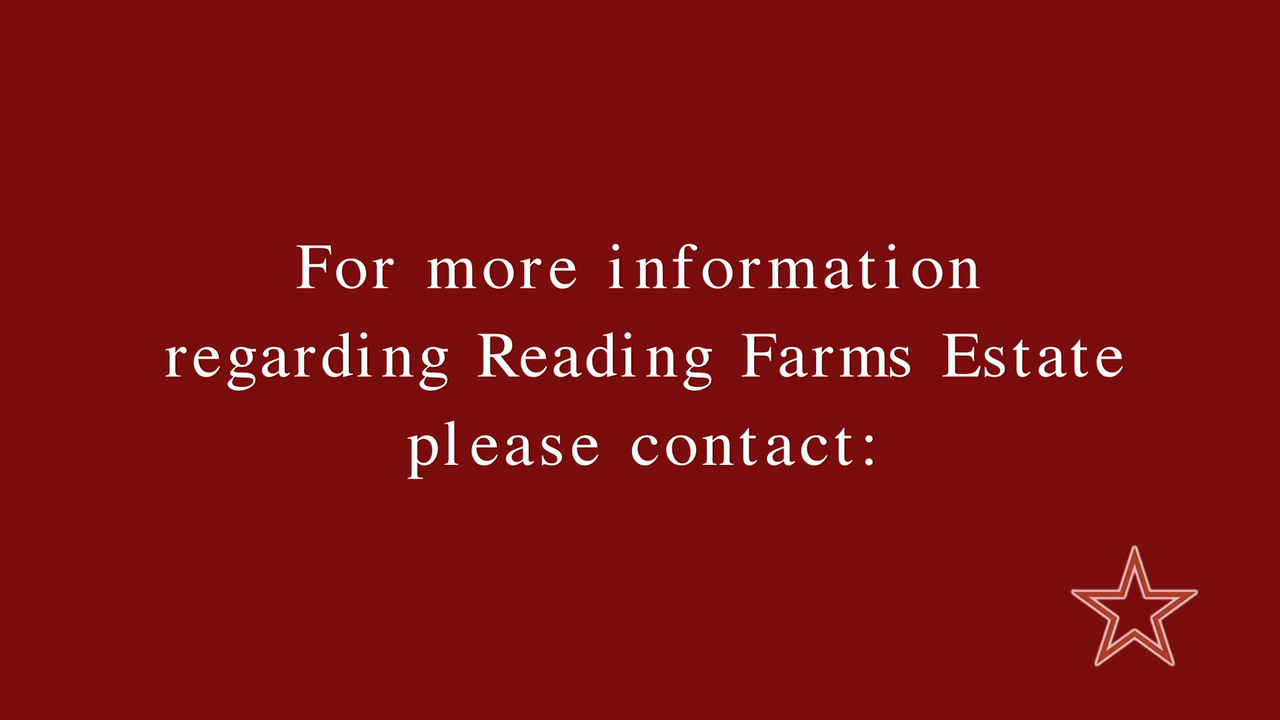 For more information
regarding Reading Farms Estate
please contact: